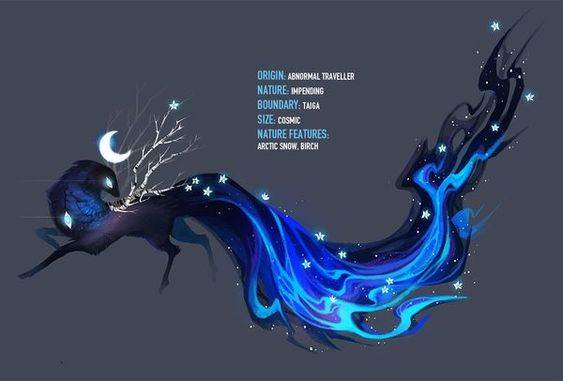 ORIGIN: ABNORMAL TRAVELLER
NATURE: IMPENDING
BOUNDARY: TAIGA
SIZE: COSMIC
NATURE FEATURES:
ARCTIC SNOW, BIRCH